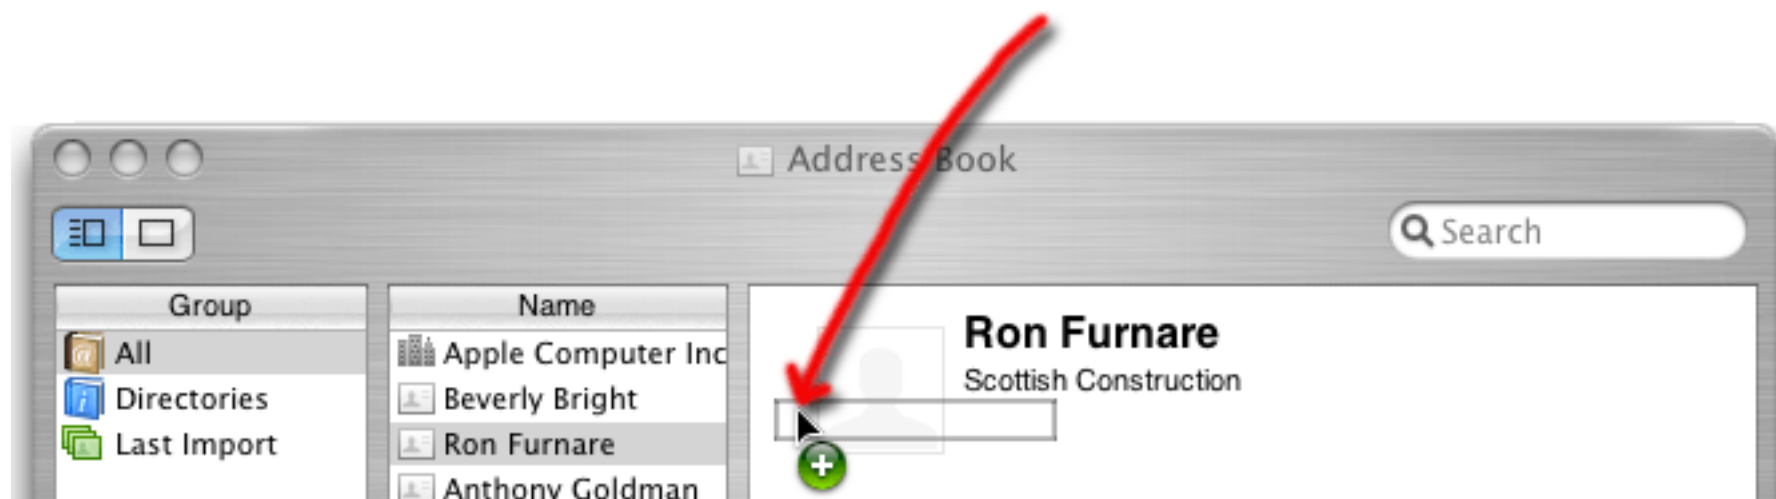 Address Book
Search
Group
All
Directories
Last Import
Name
Apple Computer Inc
Beverly Bright
Ron Furnare
Anthony Goldman
Ron Furnare
Scottish Construction